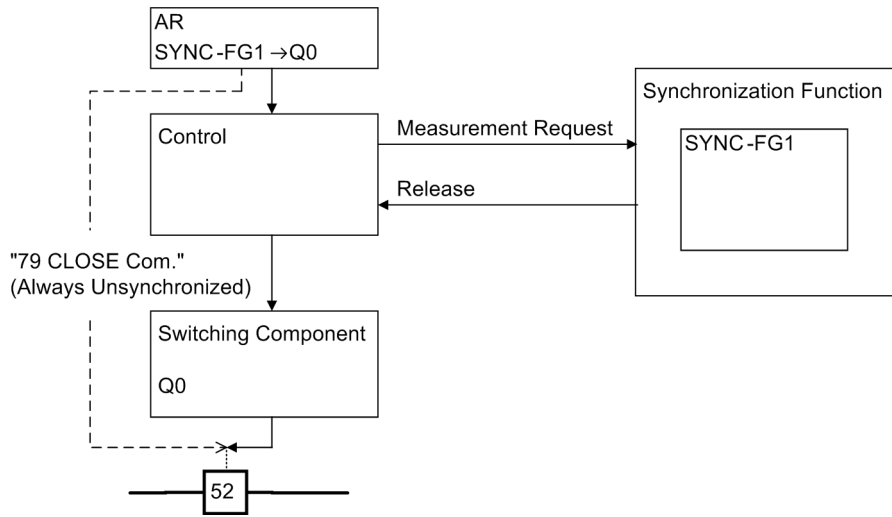 AR
SYNC-FG1→Q0
Synchronization Function
Control
Measurement Request
SYNC-FG1
Release
"79 CLOSE Com."
(Always Unsynchronized)
Switching Component
Q0
52